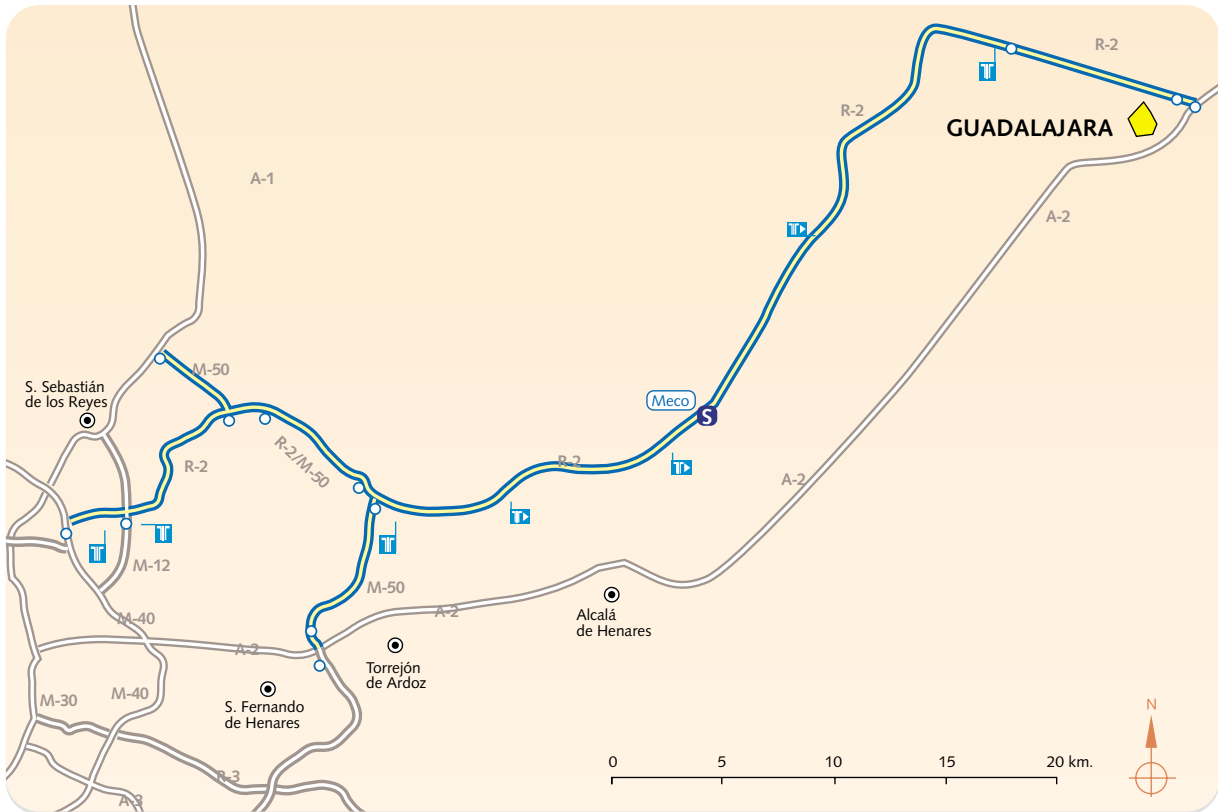 R-2
R-2
GUADALAJARA
A-1
A-2
M-50
S. Sebastián
de los Reyes
Meco
S
R-2/M-50
R-2
R-2
A-2
M-12
M-50
M-40
A-2
Alcalá
de Henares
A-2
Torrejón
de Ardoz
M-30
M-40
S. Fernando
de Henares
N
R-3
0 5 10 15 20 km.
A-3